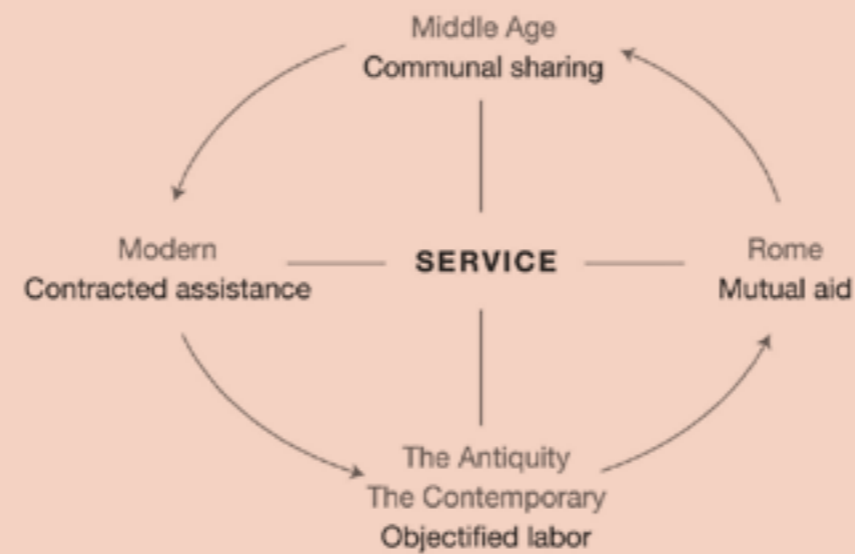 Middle Age
Communal sharing
Modern
Contracted assistance
SERVICE
Rome
Mutual aid
The Antiquity
The Contemporary
Objectified labor